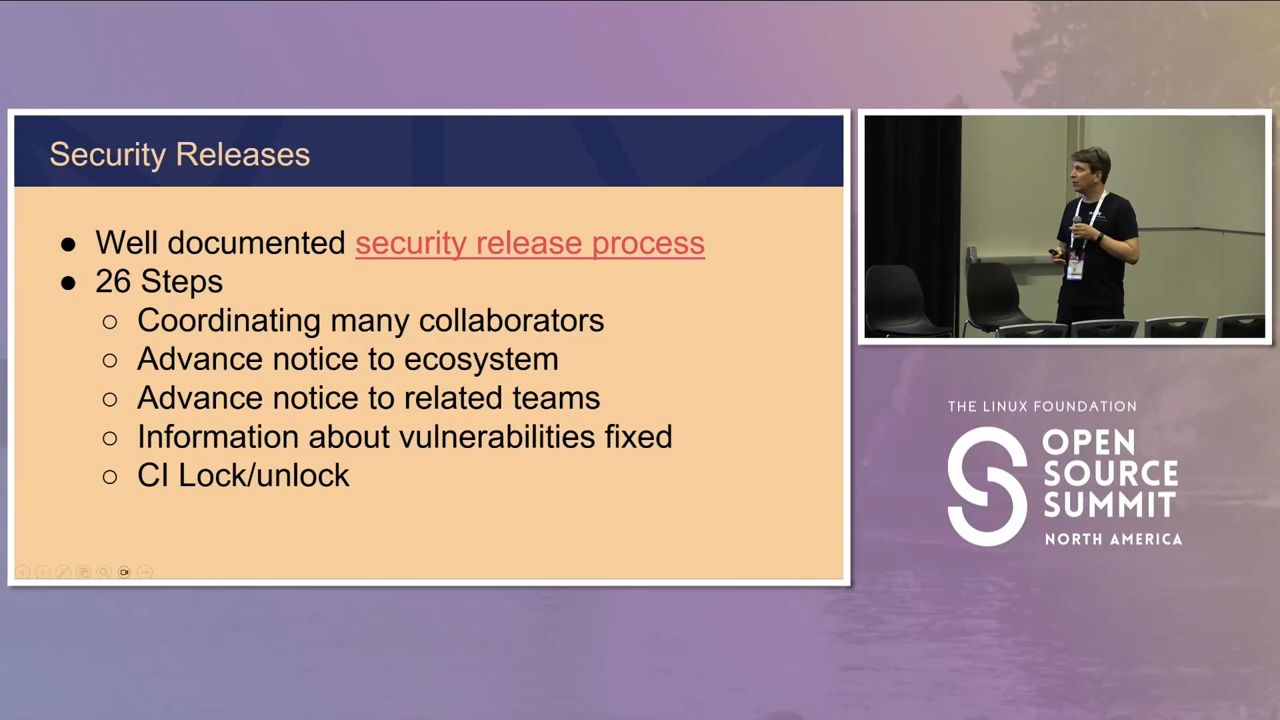 Security Releases
● Well documented security release process
● 26 Steps
○ Coordinating many collaborators
○ Advance notice to ecosystem
○ Advance notice to related teams
○ Information about vulnerabilities fixed
○ CI Lock/unlock
THE LINUX FOUNDATION
OPEN
SOURCE
SUMMIT
NORTH AMERICA